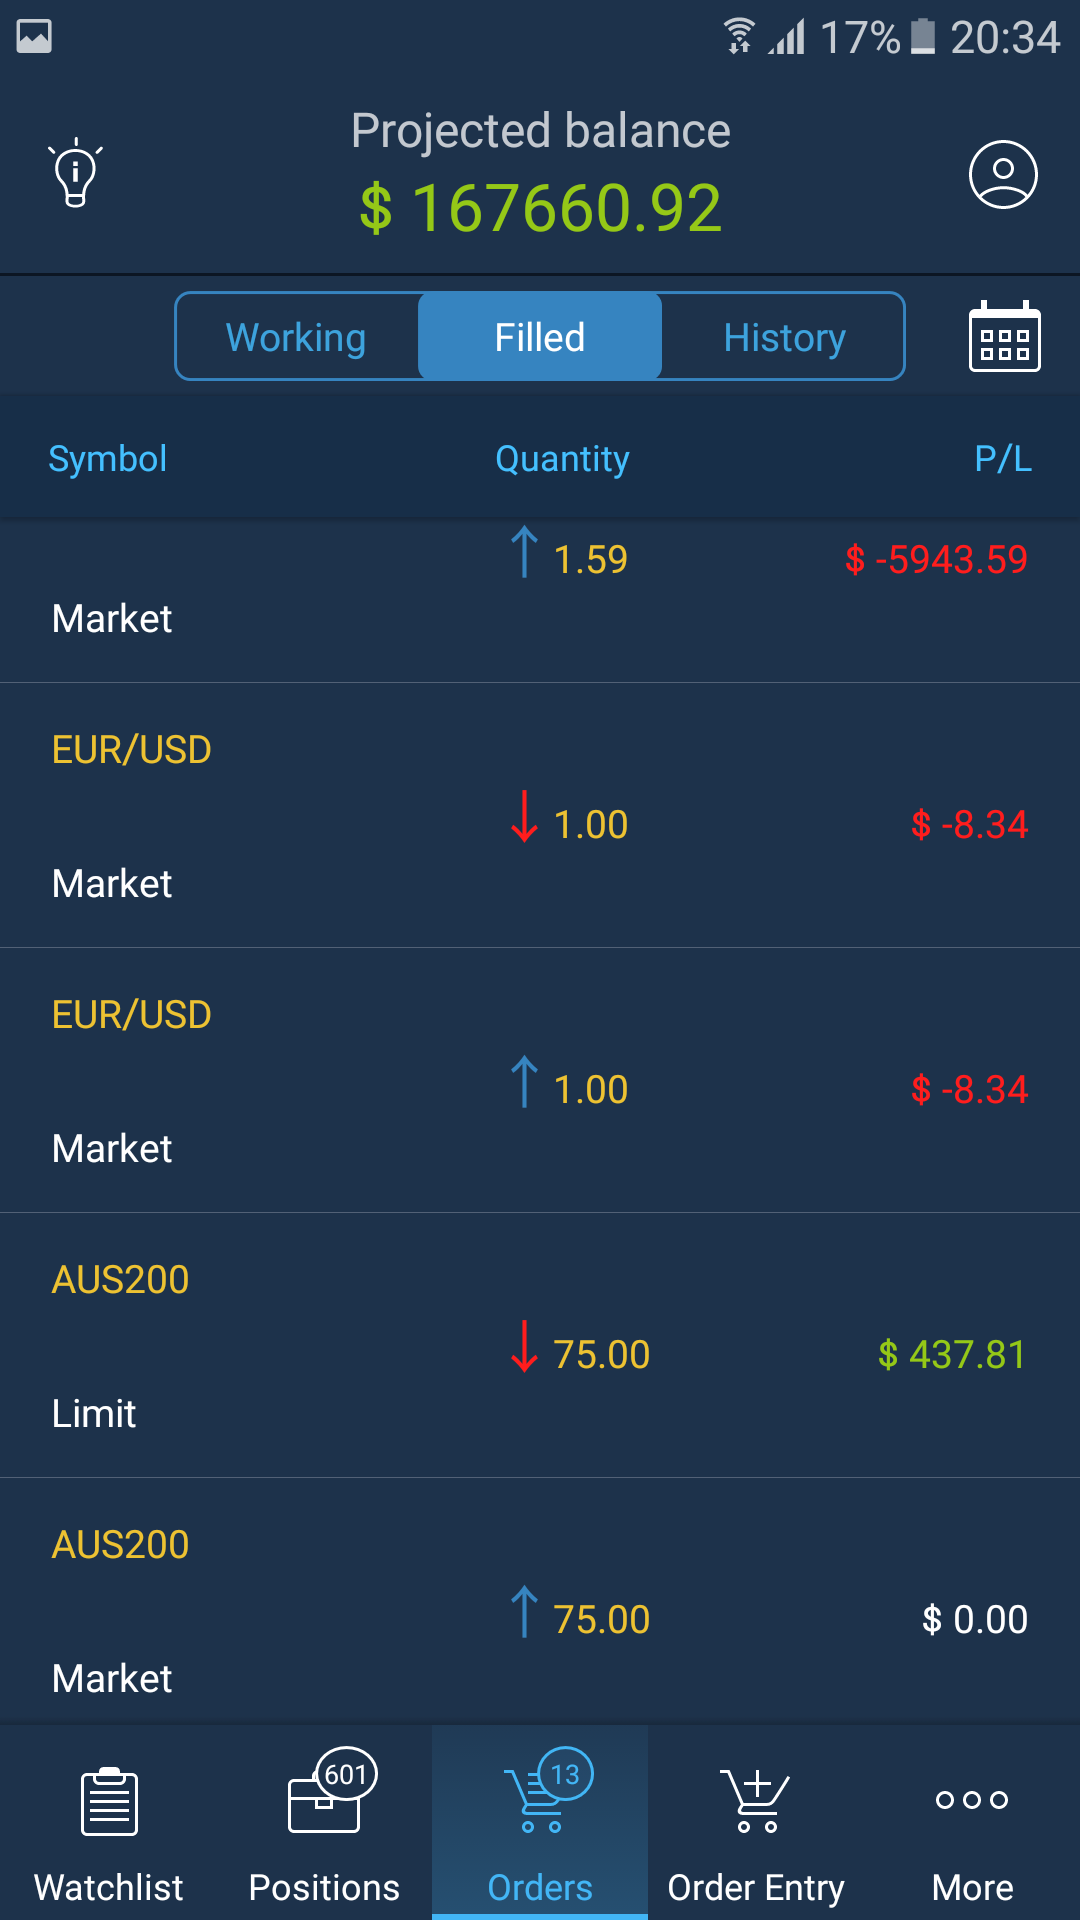 17% 20:34
Projected balance
$ 167660.92
Working Filled History
Symbol Quantity P/L
1.59 $ -5943.59
Market
EUR/USD
1.00 $ -8.34
Market
EUR/USD
1.00 $ -8.34
Market
AUS200
75.00 $ 437.81
Limit
AUS200
75.00 $ 0.00
Market
601 13
Watchlist Positions Orders Order Entry More